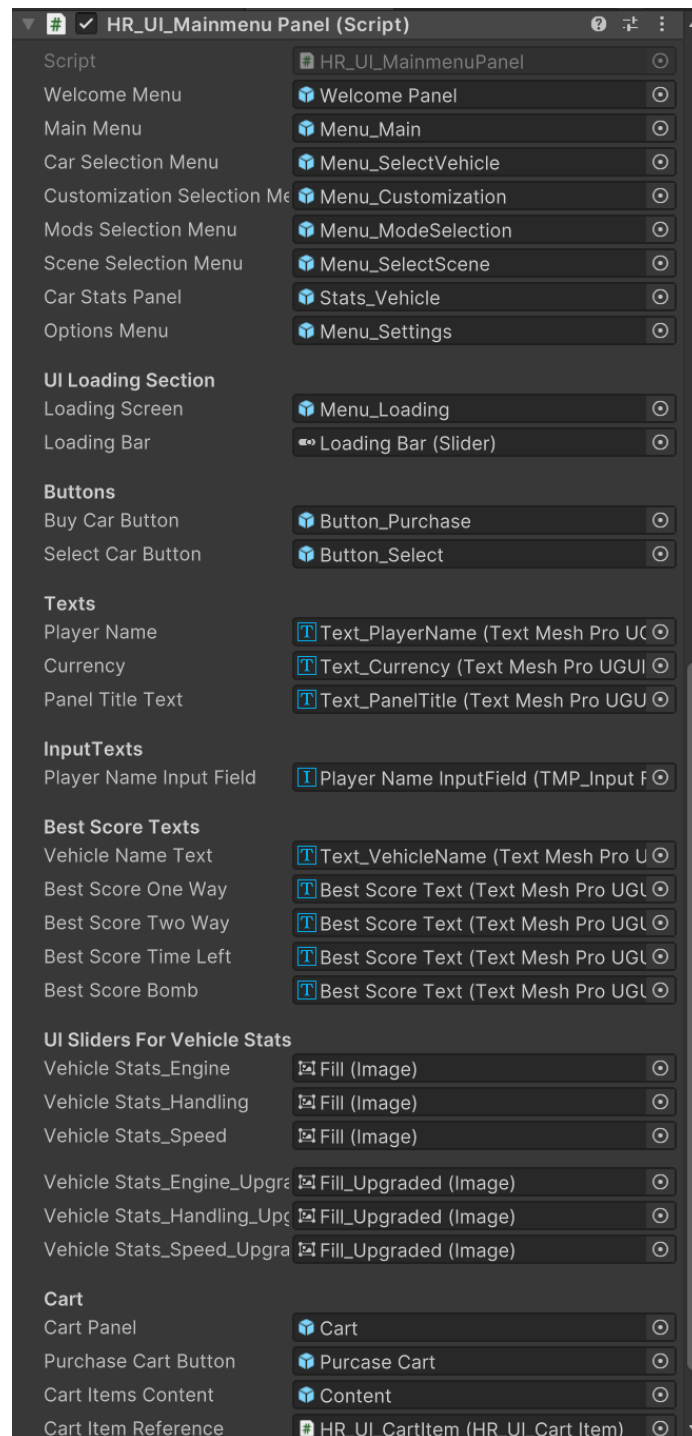 HR_UI_Mainmenu Panel (Script)
Script HR_UI_MainmenuPanel
Welcome Menu Welcome Panel
Main Menu Menu_Main
Car Selection Menu Menu_SelectVehicle
Customization Selection Me Menu_Customization
Mods Selection Menu Menu_ModeSelection
Scene Selection Menu Menu_SelectScene
Car Stats Panel Stats_Vehicle
Options Menu Menu_Settings
UI Loading Section
Loading Screen Menu_Loading
Loading Bar Loading Bar (Slider)
Buttons
Buy Car Button Button_Purchase
Select Car Button Button_Select
Texts
Player Name Text_PlayerName (Text Mesh Pro UG
Currency Text_Currency (Text Mesh Pro UGUI
Panel Title Text Text_PanelTitle (Text Mesh Pro UGU
InputTexts
Player Name Input Field Player Name InputField (TMP_Input F
Best Score Texts
Vehicle Name Text Text_VehicleName (Text Mesh Pro U
Best Score One Way Best Score Text (Text Mesh Pro UGU
Best Score Two Way Best Score Text (Text Mesh Pro UGU
Best Score Time Left Best Score Text (Text Mesh Pro UGU
Best Score Bomb Best Score Text (Text Mesh Pro UGU
UI Sliders For Vehicle Stats
Vehicle Stats_Engine Fill (Image)
Vehicle Stats_Handling Fill (Image)
Vehicle Stats_Speed Fill (Image)
Vehicle Stats_Engine_Upgra Fill_Upgraded (Image)
Vehicle Stats_Handling_Upg Fill_Upgraded (Image)
Vehicle Stats_Speed_Upgra Fill_Upgraded (Image)
Cart
Cart Panel Cart
Purchase Cart Button Purcase Cart
Cart Items Content Content
Cart Item Reference HR_UI_CartItem (HR_UI_Cart Item)